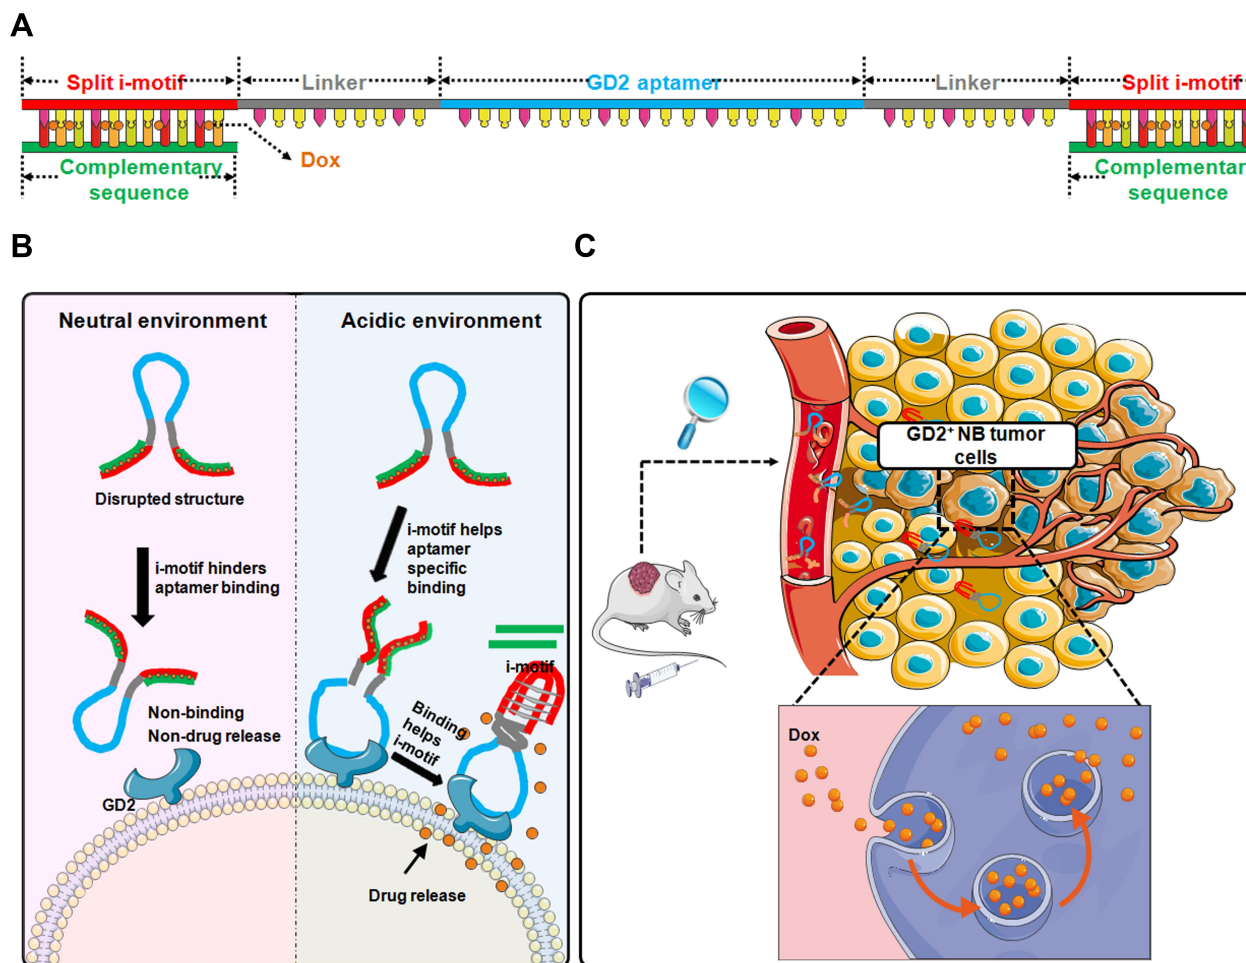 A
Split i-motif
Linker
GD2 aptamer
Linker
Split i-motif
Dox
Complementary
sequence
Complementar
sequence
B
C
Neutral environment
Acidic environment
Disrupted structure
i-motif hinders
aptamer binding
Non-binding
Non-drug release
GD2
i-motif helps
aptamer
specific
binding
i-motif
Binding
helps
i-motif
Drug release
GD2⁺ NB tumor
cells
Dox